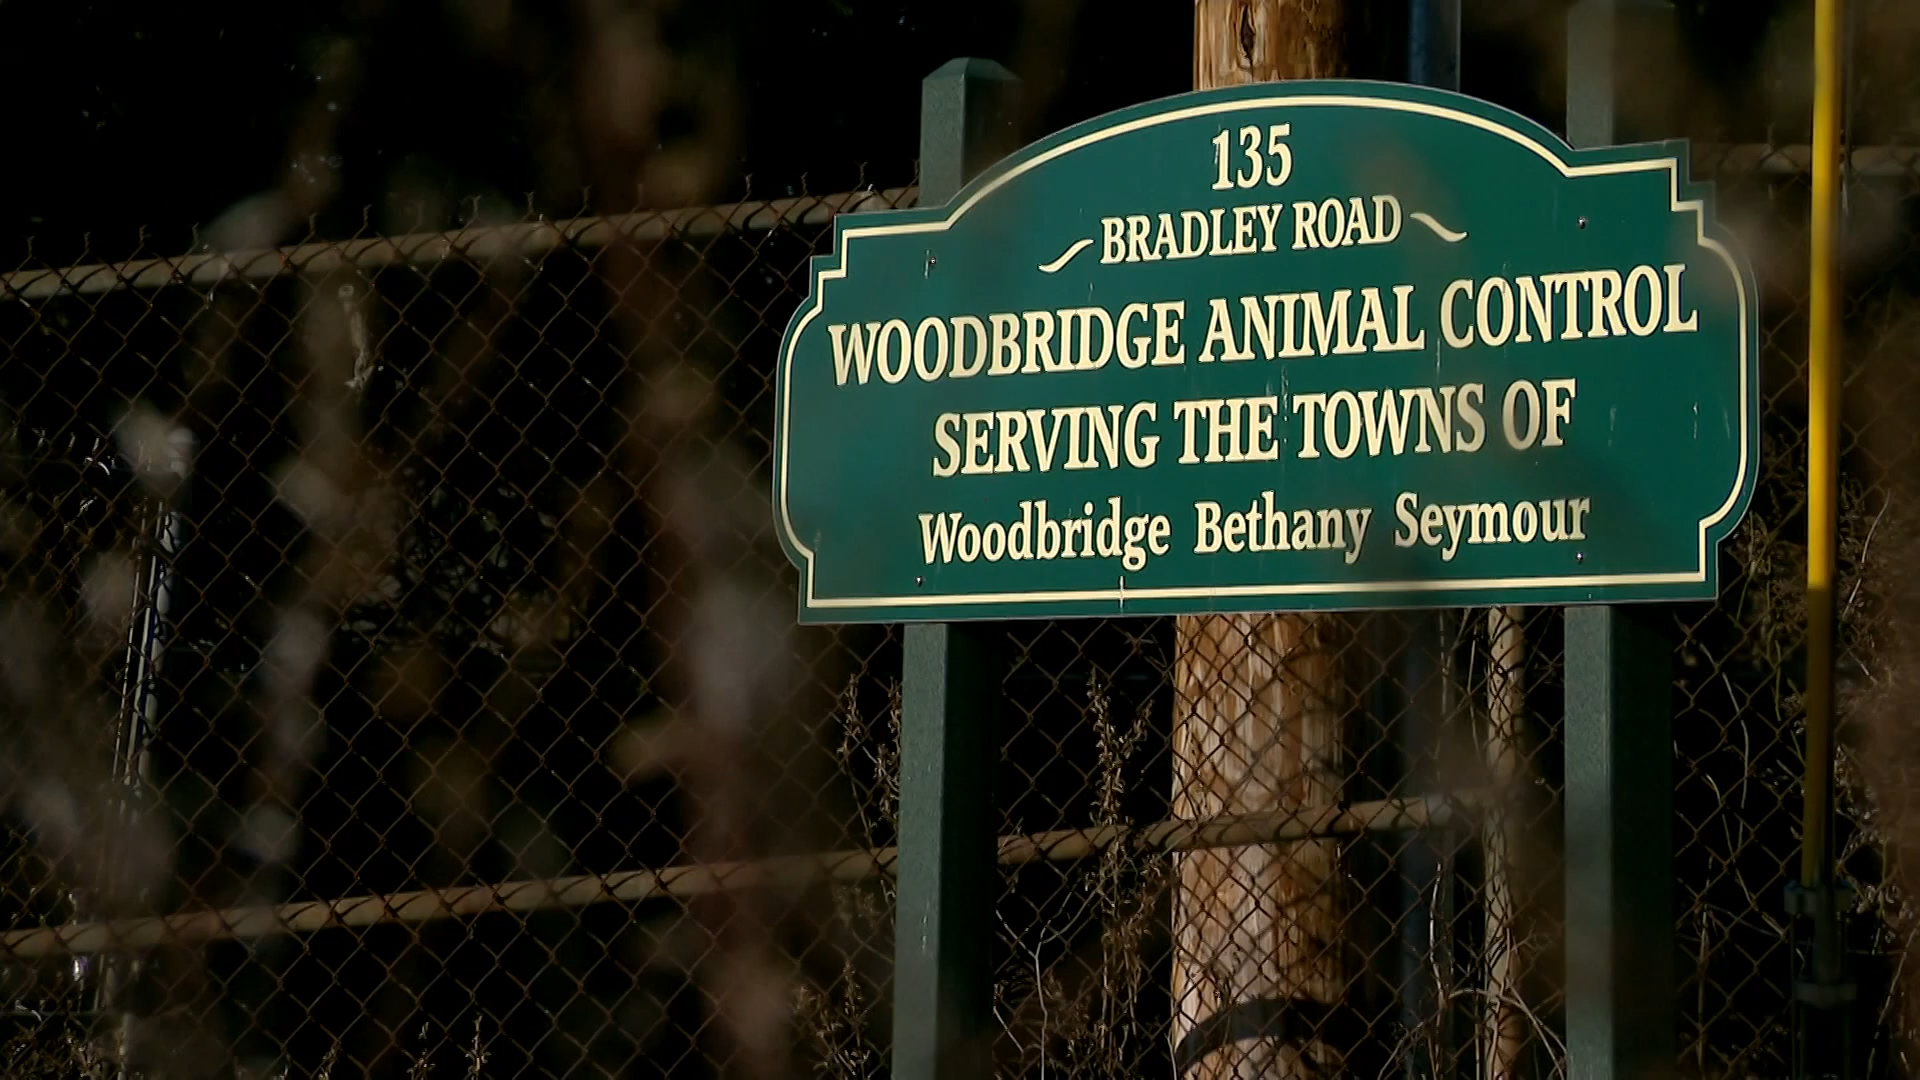 135
BRADLEY ROAD
WOODBRIDGE ANIMAL CONTROL
SERVING THE TOWNS OF
Woodbridge Bethany Seymour